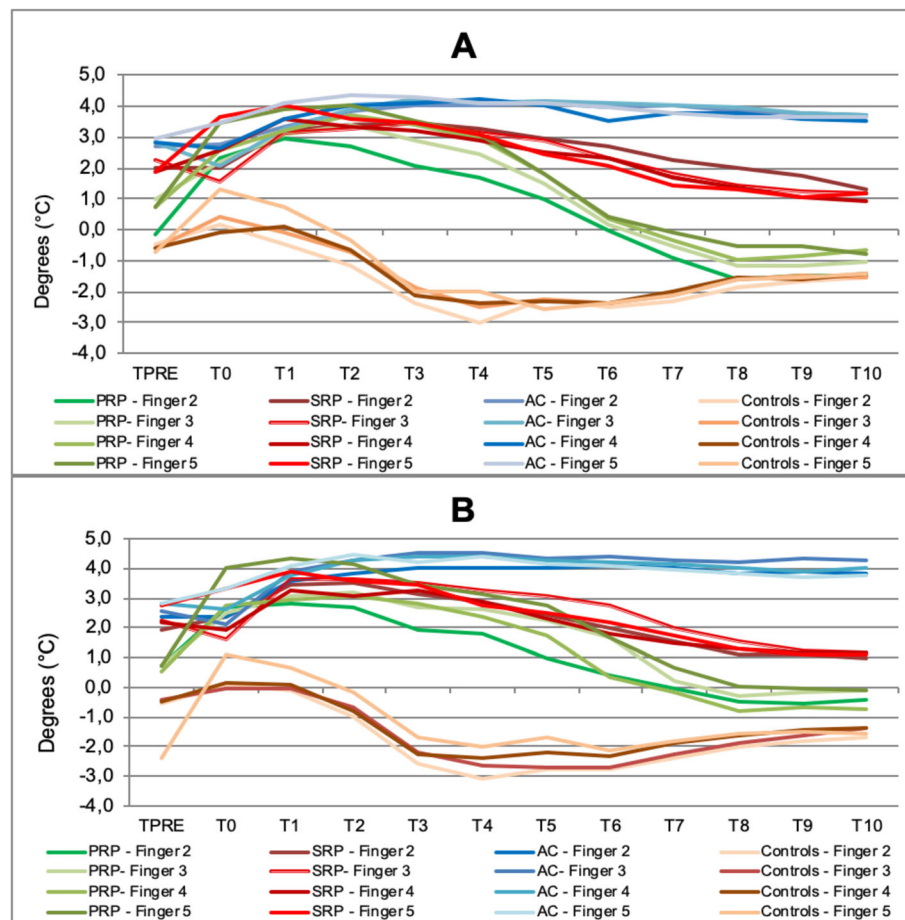 A
Degrees (°C)
5,0
4,0
3,0
2,0
1,0
0,0
-1,0
-2,0
-3,0
-4,0
TPRE T0 T1 T2 T3 T4 T5 T6 T7 T8 T9 T10
PRP - Finger 2 SRP - Finger 2 AC - Finger 2 Controls - Finger 2
PRP- Finger 3 SRP- Finger 3 AC - Finger 3 Controls - Finger 3
PRP- Finger 4 SRP - Finger 4 AC - Finger 4 Controls - Finger 4
PRP - Finger 5 SRP - Finger 5 AC - Finger 5 Controls - Finger 5
B
Degrees (°C)
5,0
4,0
3,0
2,0
1,0
0,0
-1,0
-2,0
-3,0
-4,0
TPRE T0 T1 T2 T3 T4 T5 T6 T7 T8 T9 T10
PRP - Finger 2 SRP - Finger 2 AC - Finger 2 Controls - Finger 2
PRP- Finger 3 SRP- Finger 3 AC - Finger 3 Controls - Finger 3
PRP- Finger 4 SRP - Finger 4 AC - Finger 4 Controls - Finger 4
PRP - Finger 5 SRP - Finger 5 AC - Finger 5 Controls - Finger 5